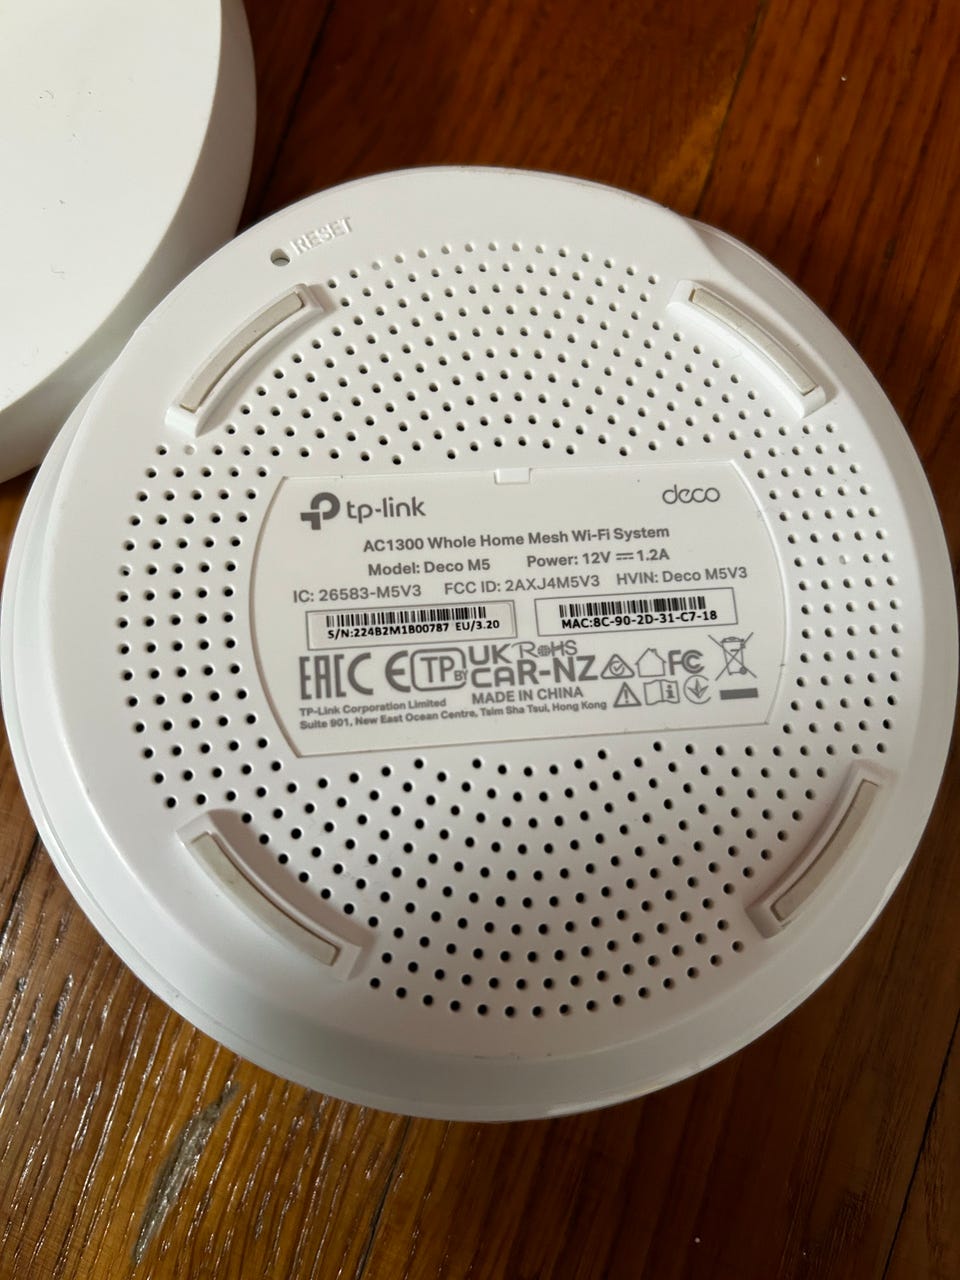 RESET
tp-link
deco
AC1300 Whole Home Mesh Wi-Fi System
Model: Deco M5 Power: 12V ⎓ 1.2A
IC: 26583-M5V3 FCC ID: 2AXJ4M5V3 HVIN: Deco M5V3
S/N:224B2M1B007B7 EU/3.20
MAC:8C-90-2D-31-C7-18
EAC CE TP BY UKCA R-NZ RoHS FC
MADE IN CHINA
TP-Link Corporation Limited
Suite 901, New East Ocean Centre, Tsim Sha Tsui, Hong Kong